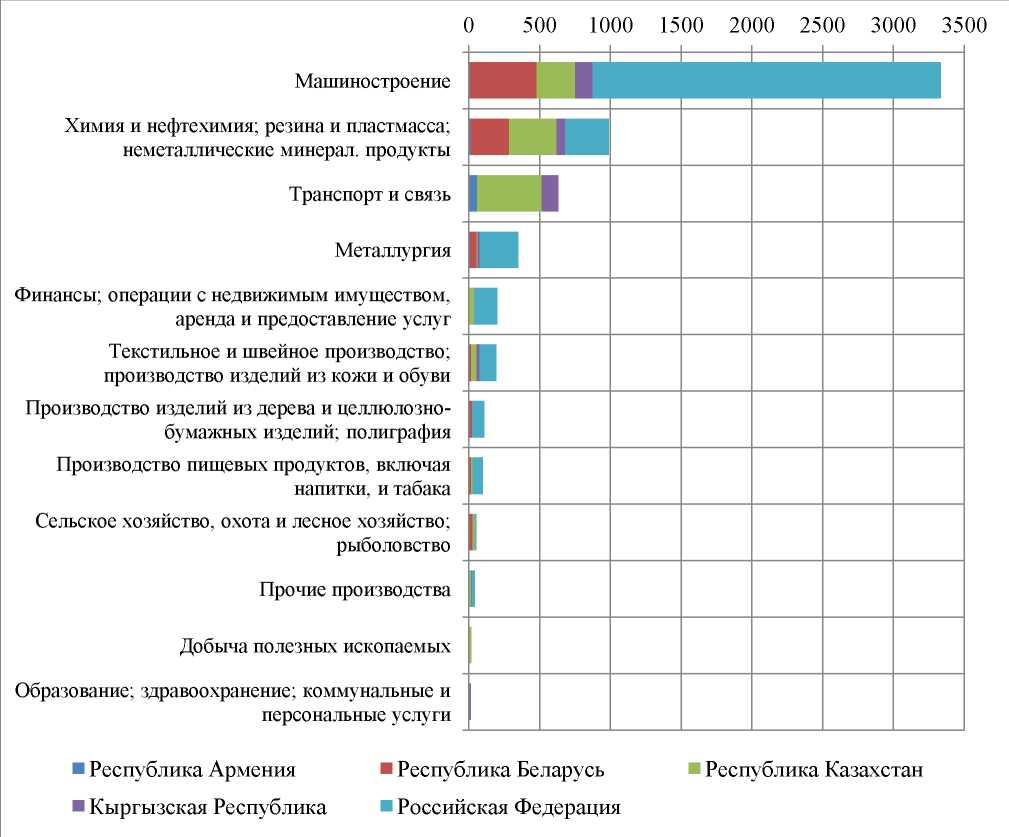 0 500 1000 1500 2000 2500 3000 3500
Машиностроение
Химия и нефтехимия; резина и пластмасса;
неметаллические минерал. продукты
Транспорт и связь
Металлургия
Финансы; операции с недвижимым имуществом,
аренда и предоставление услуг
Текстильное и швейное производство;
производство изделий из кожи и обуви
Производство изделий из дерева и целлюлозно-
бумажных изделий; полиграфия
Производство пищевых продуктов, включая
напитки, и табака
Сельское хозяйство, охота и лесное хозяйство;
рыболовство
Прочие производства
Добыча полезных ископаемых
Образование; здравоохранение; коммунальные и
персональные услуги
Республика Армения Республика Беларусь Республика Казахстан
Кыргызская Республика Российская Федерация